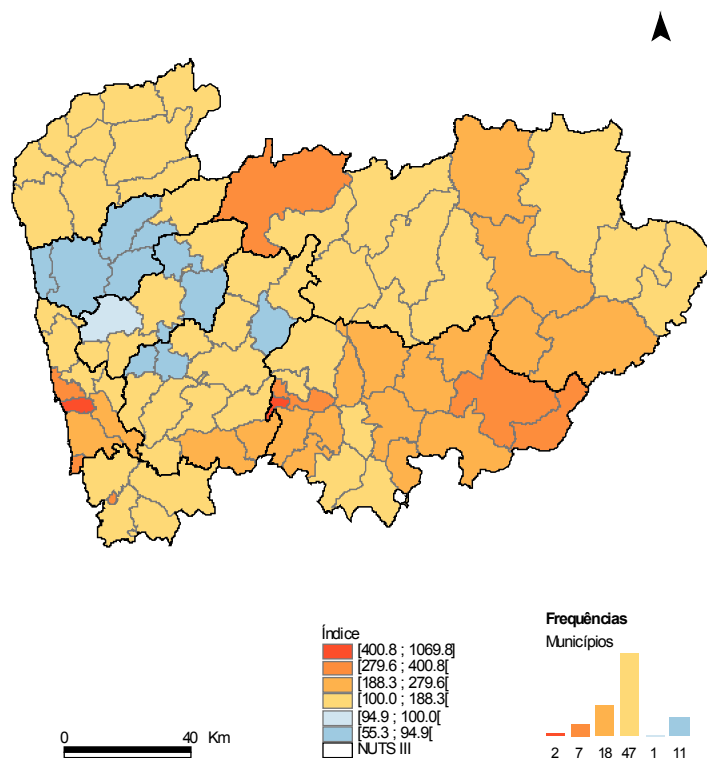 Índice
[400.8 ; 1069.8]
[279.6 ; 400.8[
[188.3 ; 279.6[
[100.0 ; 188.3[
[94.9 ; 100.0[
[55.3 ; 94.9[
NUTS III
Frequências
Municípios
2 7 18 47 1 11
0 40 Km